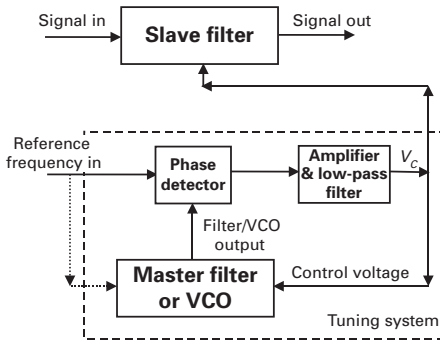 Signal in
Slave filter
Signal out
Reference
frequency in
Phase
detector
Amplifier
& low-pass
filter
VC
Filter/VCO
output
Master filter
or VCO
Control voltage
Tuning system